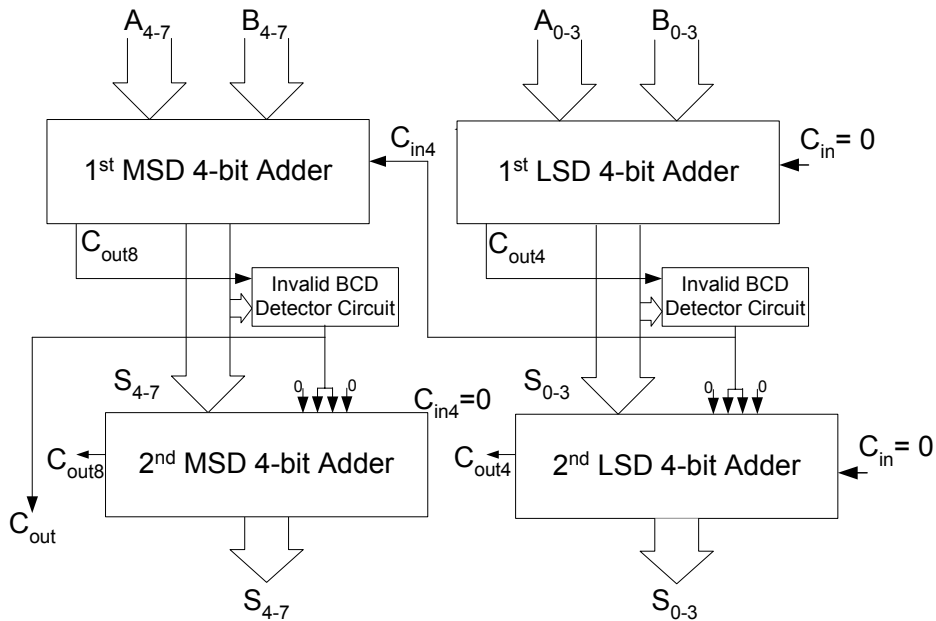 A4-7 B4-7 A0-3 B0-3
1st MSD 4-bit Adder
Cin4
1st LSD 4-bit Adder
Cin= 0
Cout8
Invalid BCD
Detector Circuit
Cout4
Invalid BCD
Detector Circuit
S4-7
0 0
Cin4=0
S0-3
0 0
Cout8
2nd MSD 4-bit Adder
Cout4
2nd LSD 4-bit Adder
Cin= 0
Cout
S4-7
S0-3